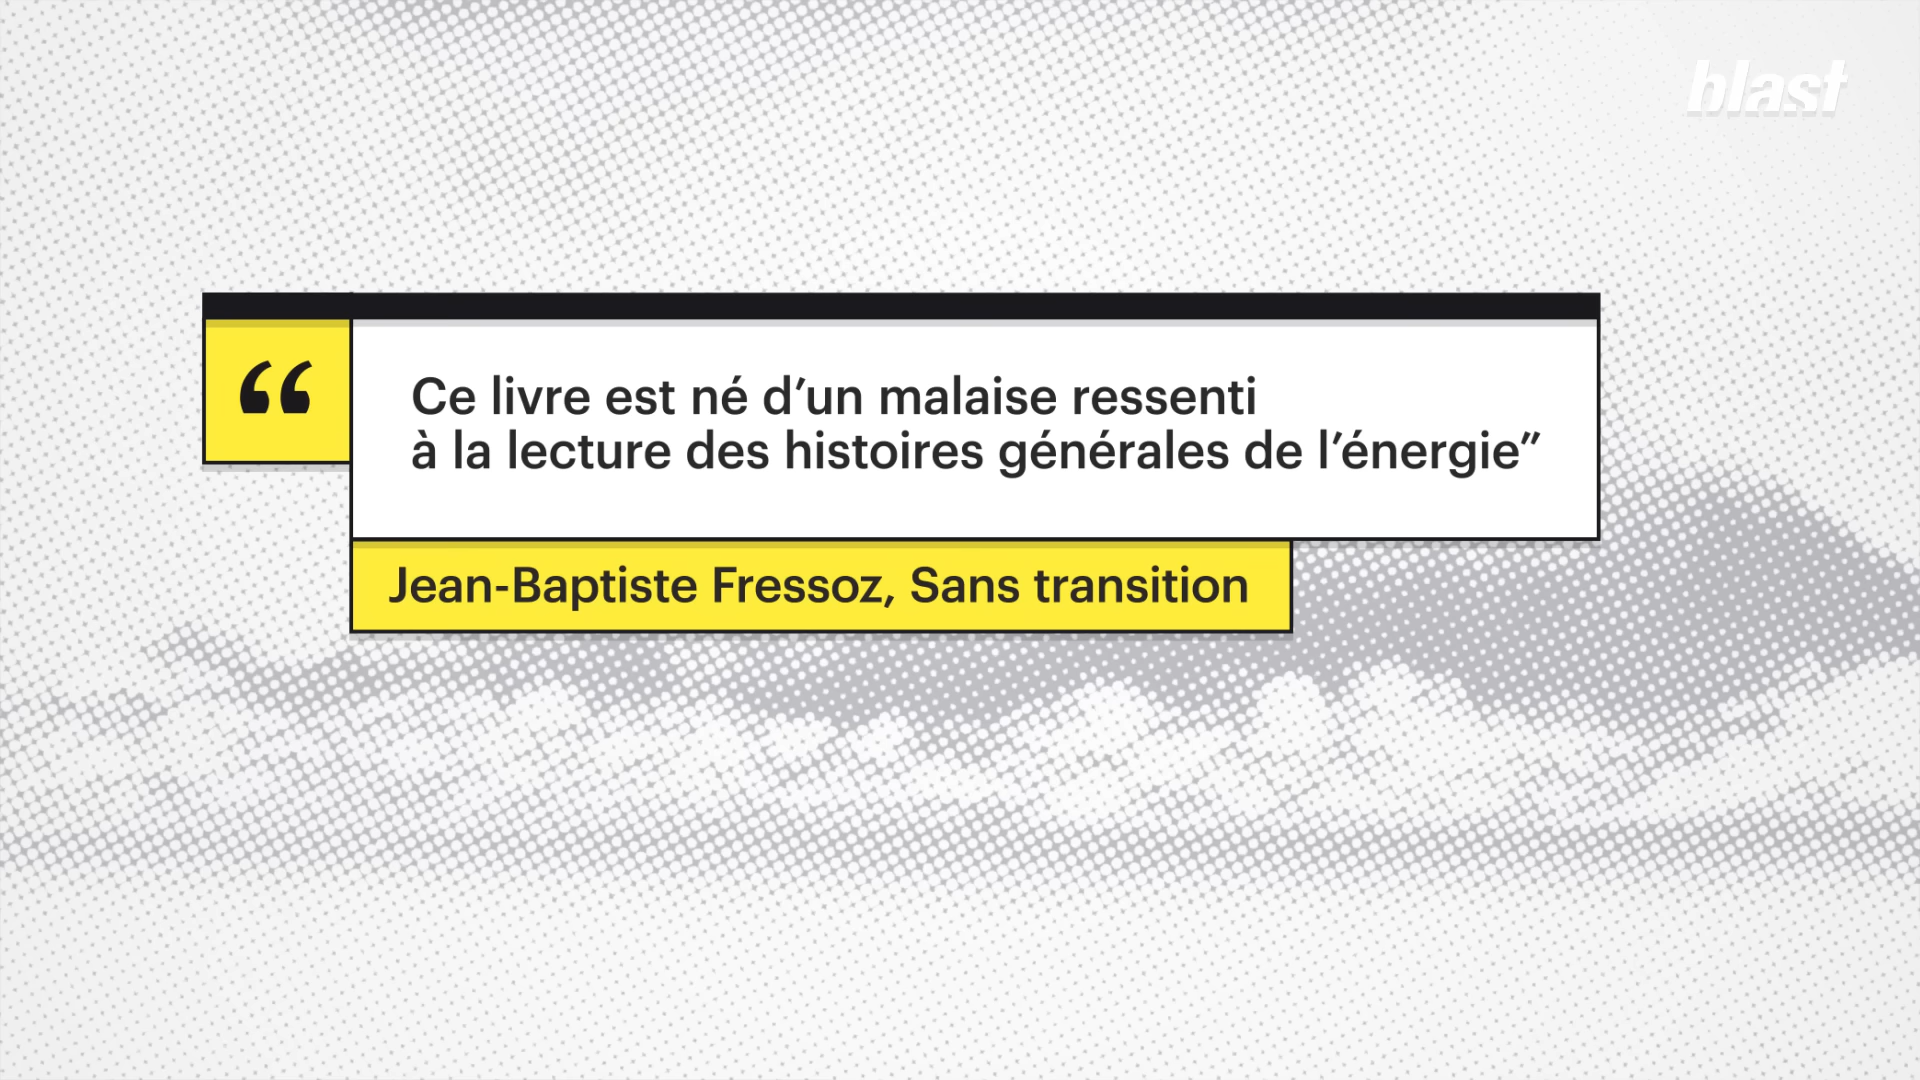 blast
“
Ce livre est né d’un malaise ressenti
à la lecture des histoires générales de l’énergie”
Jean-Baptiste Fressoz, Sans transition